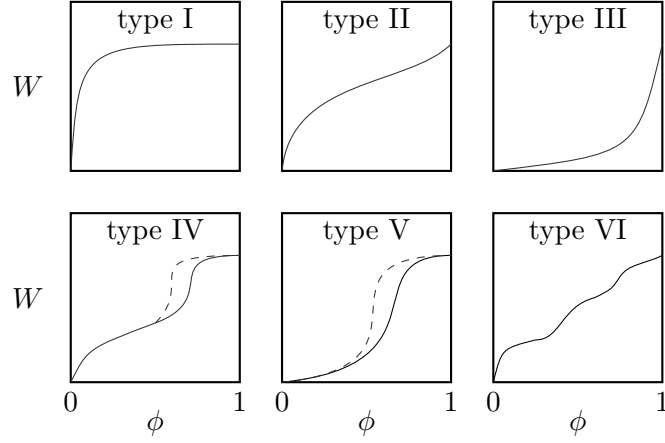 type I type II type III
W
type IV type V type VI
W
0 1 0 1 0 1
ϕ ϕ ϕ